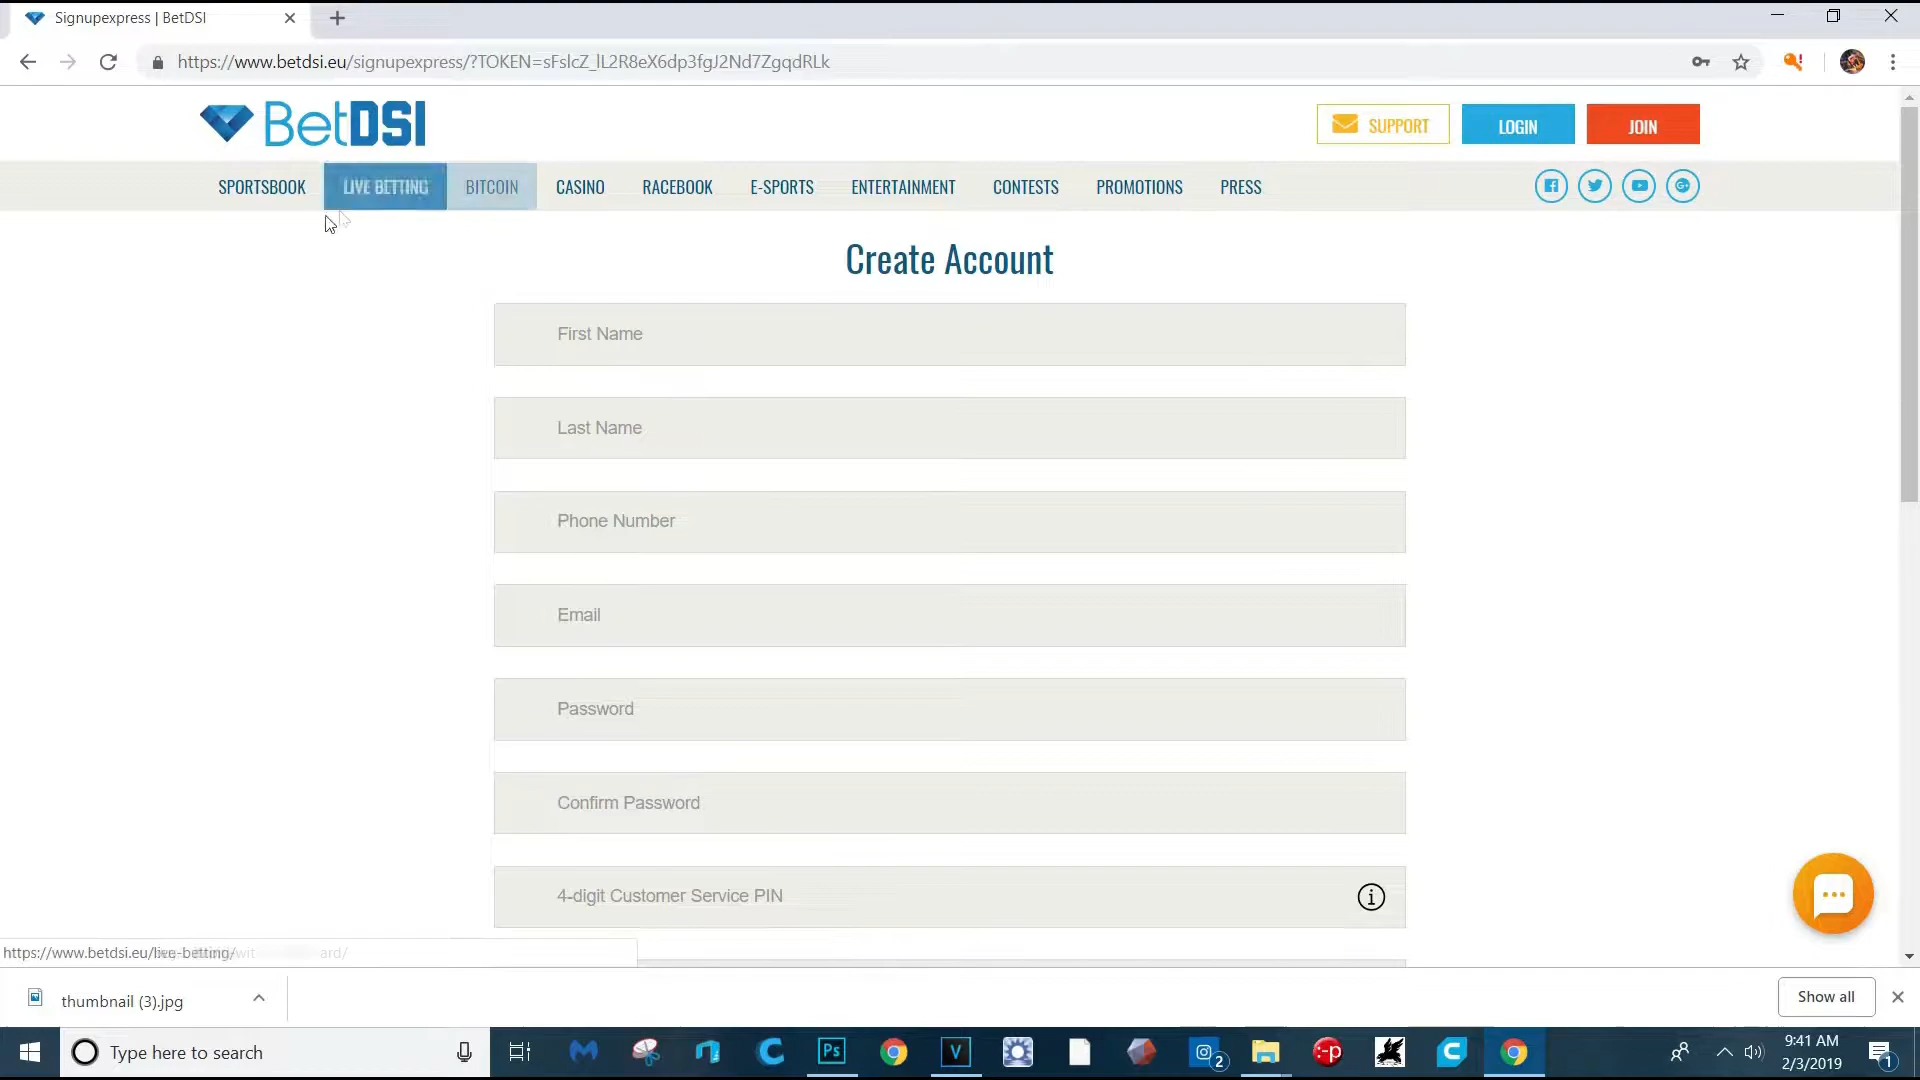 Signupexpress | BetDSI
https://www.betdsi.eu/signupexpress/?TOKEN=sFslcZ_lL2R8eX6dp3fgJ2Nd7ZgqdRLk
BetDSI
SUPPORT
LOGIN
JOIN
SPORTSBOOK LIVE BETTING BITCOIN CASINO RACEBOOK E-SPORTS ENTERTAINMENT CONTESTS PROMOTIONS PRESS
Create Account
First Name
Last Name
Phone Number
Email
Password
Confirm Password
4-digit Customer Service PIN
https://www.betdsi.eu/live-betting/
thumbnail (3).jpg
Show all
Type here to search
Ps
V
2
:-p
9:41 AM
2/3/2019
1